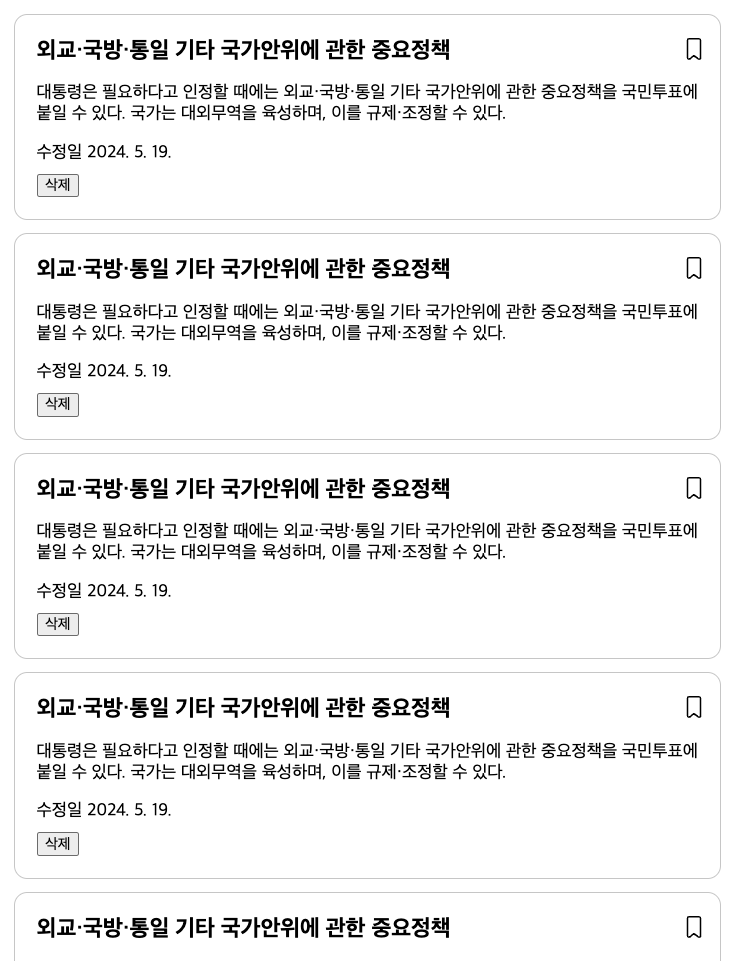 외교·국방·통일 기타 국가안위에 관한 중요정책
대통령은 필요하다고 인정할 때에는 외교·국방·통일 기타 국가안위에 관한 중요정책을 국민투표에
붙일 수 있다. 국가는 대외무역을 육성하며, 이를 규제·조정할 수 있다.
수정일 2024. 5. 19.
삭제
외교·국방·통일 기타 국가안위에 관한 중요정책
대통령은 필요하다고 인정할 때에는 외교·국방·통일 기타 국가안위에 관한 중요정책을 국민투표에
붙일 수 있다. 국가는 대외무역을 육성하며, 이를 규제·조정할 수 있다.
수정일 2024. 5. 19.
삭제
외교·국방·통일 기타 국가안위에 관한 중요정책
대통령은 필요하다고 인정할 때에는 외교·국방·통일 기타 국가안위에 관한 중요정책을 국민투표에
붙일 수 있다. 국가는 대외무역을 육성하며, 이를 규제·조정할 수 있다.
수정일 2024. 5. 19.
삭제
외교·국방·통일 기타 국가안위에 관한 중요정책
대통령은 필요하다고 인정할 때에는 외교·국방·통일 기타 국가안위에 관한 중요정책을 국민투표에
붙일 수 있다. 국가는 대외무역을 육성하며, 이를 규제·조정할 수 있다.
수정일 2024. 5. 19.
삭제
외교·국방·통일 기타 국가안위에 관한 중요정책